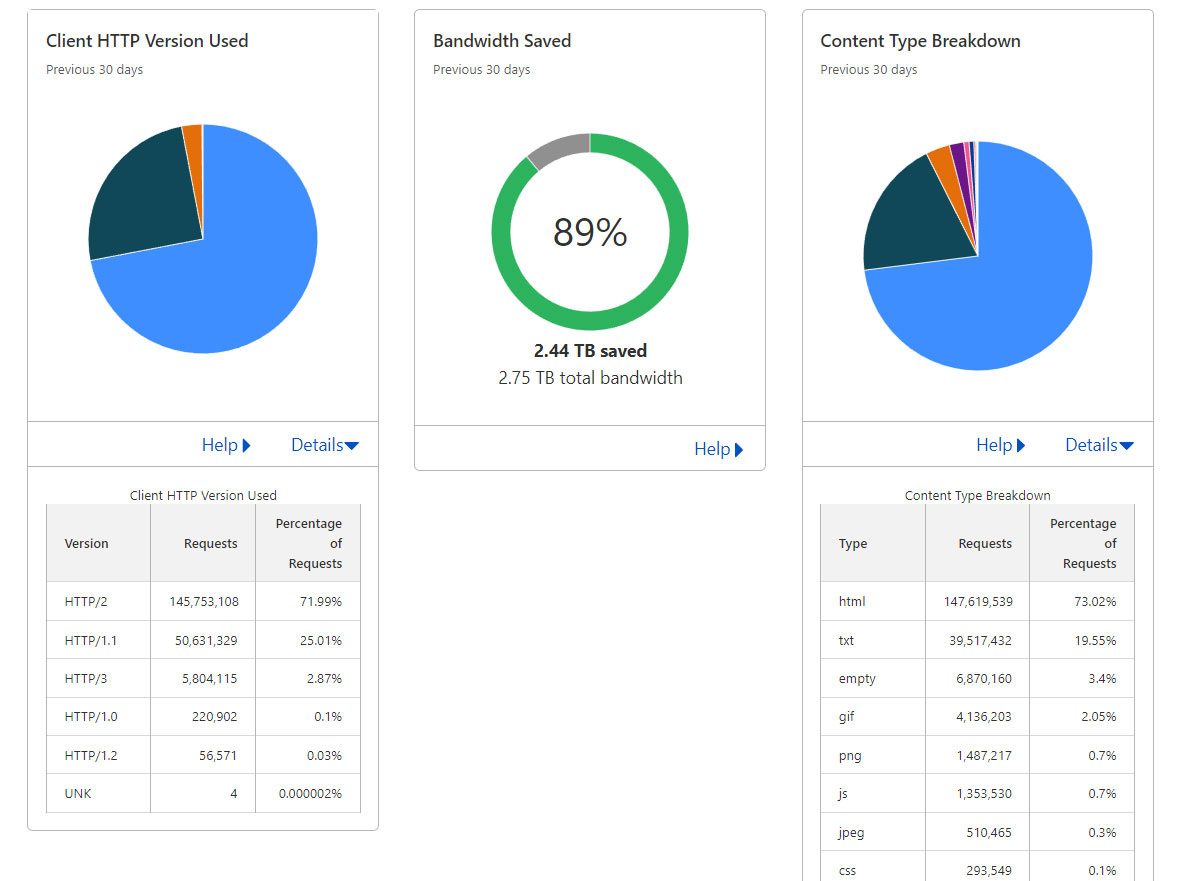 Client HTTP Version Used
Previous 30 days
Help
Details
Client HTTP Version Used
Version Requests Percentage of Requests
HTTP/2 145,753,108 71.99%
HTTP/1.1 50,631,329 25.01%
HTTP/3 5,804,115 2.87%
HTTP/1.0 220,902 0.1%
HTTP/1.2 56,571 0.03%
UNK 4 0.000002%
Bandwidth Saved
Previous 30 days
89%
2.44 TB saved
2.75 TB total bandwidth
Help
Content Type Breakdown
Previous 30 days
Help
Details
Content Type Breakdown
Type Requests Percentage of Requests
html 147,619,539 73.02%
txt 39,517,432 19.55%
empty 6,870,160 3.4%
gif 4,136,203 2.05%
png 1,487,217 0.7%
js 1,353,530 0.7%
jpeg 510,465 0.3%
css 293,549 0.1%